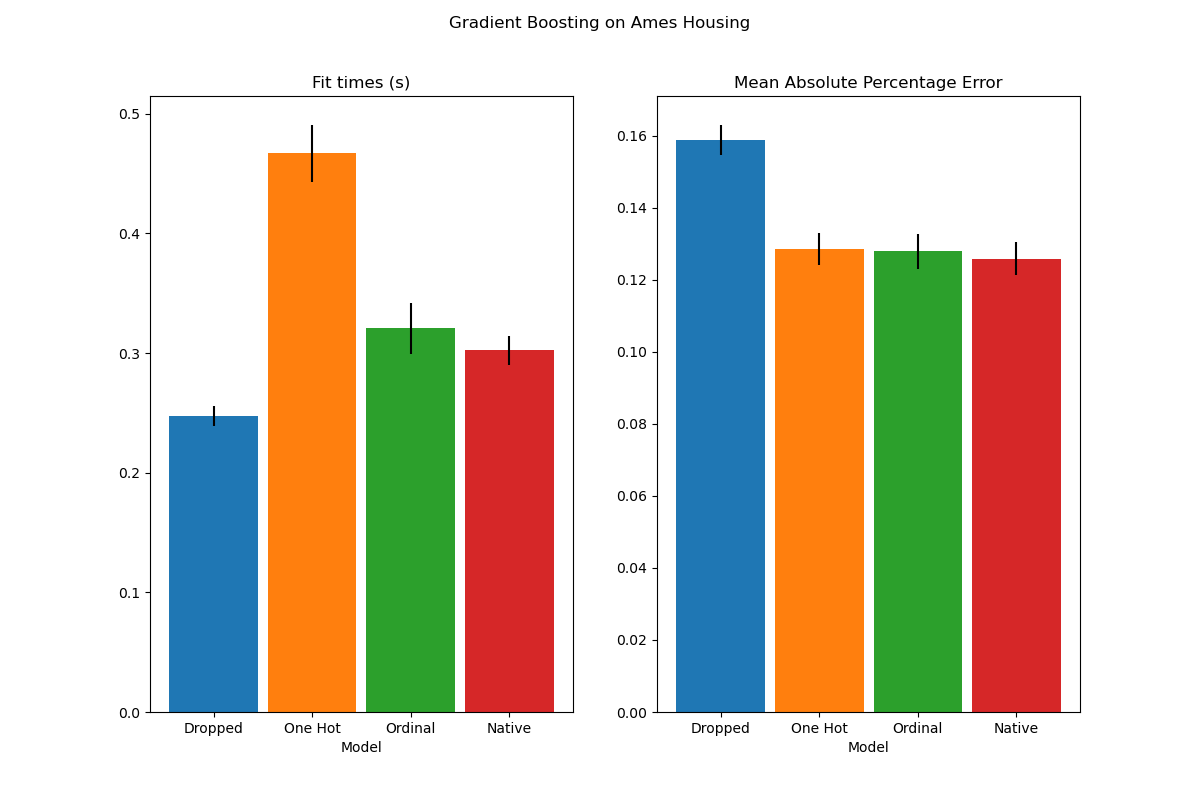 Gradient Boosting on Ames Housing
Fit times (s)
0.5
0.4
0.3
0.2
0.1
0.0
Dropped One Hot Ordinal Native
Model
Mean Absolute Percentage Error
0.16
0.14
0.12
0.10
0.08
0.06
0.04
0.02
0.00
Dropped One Hot Ordinal Native
Model